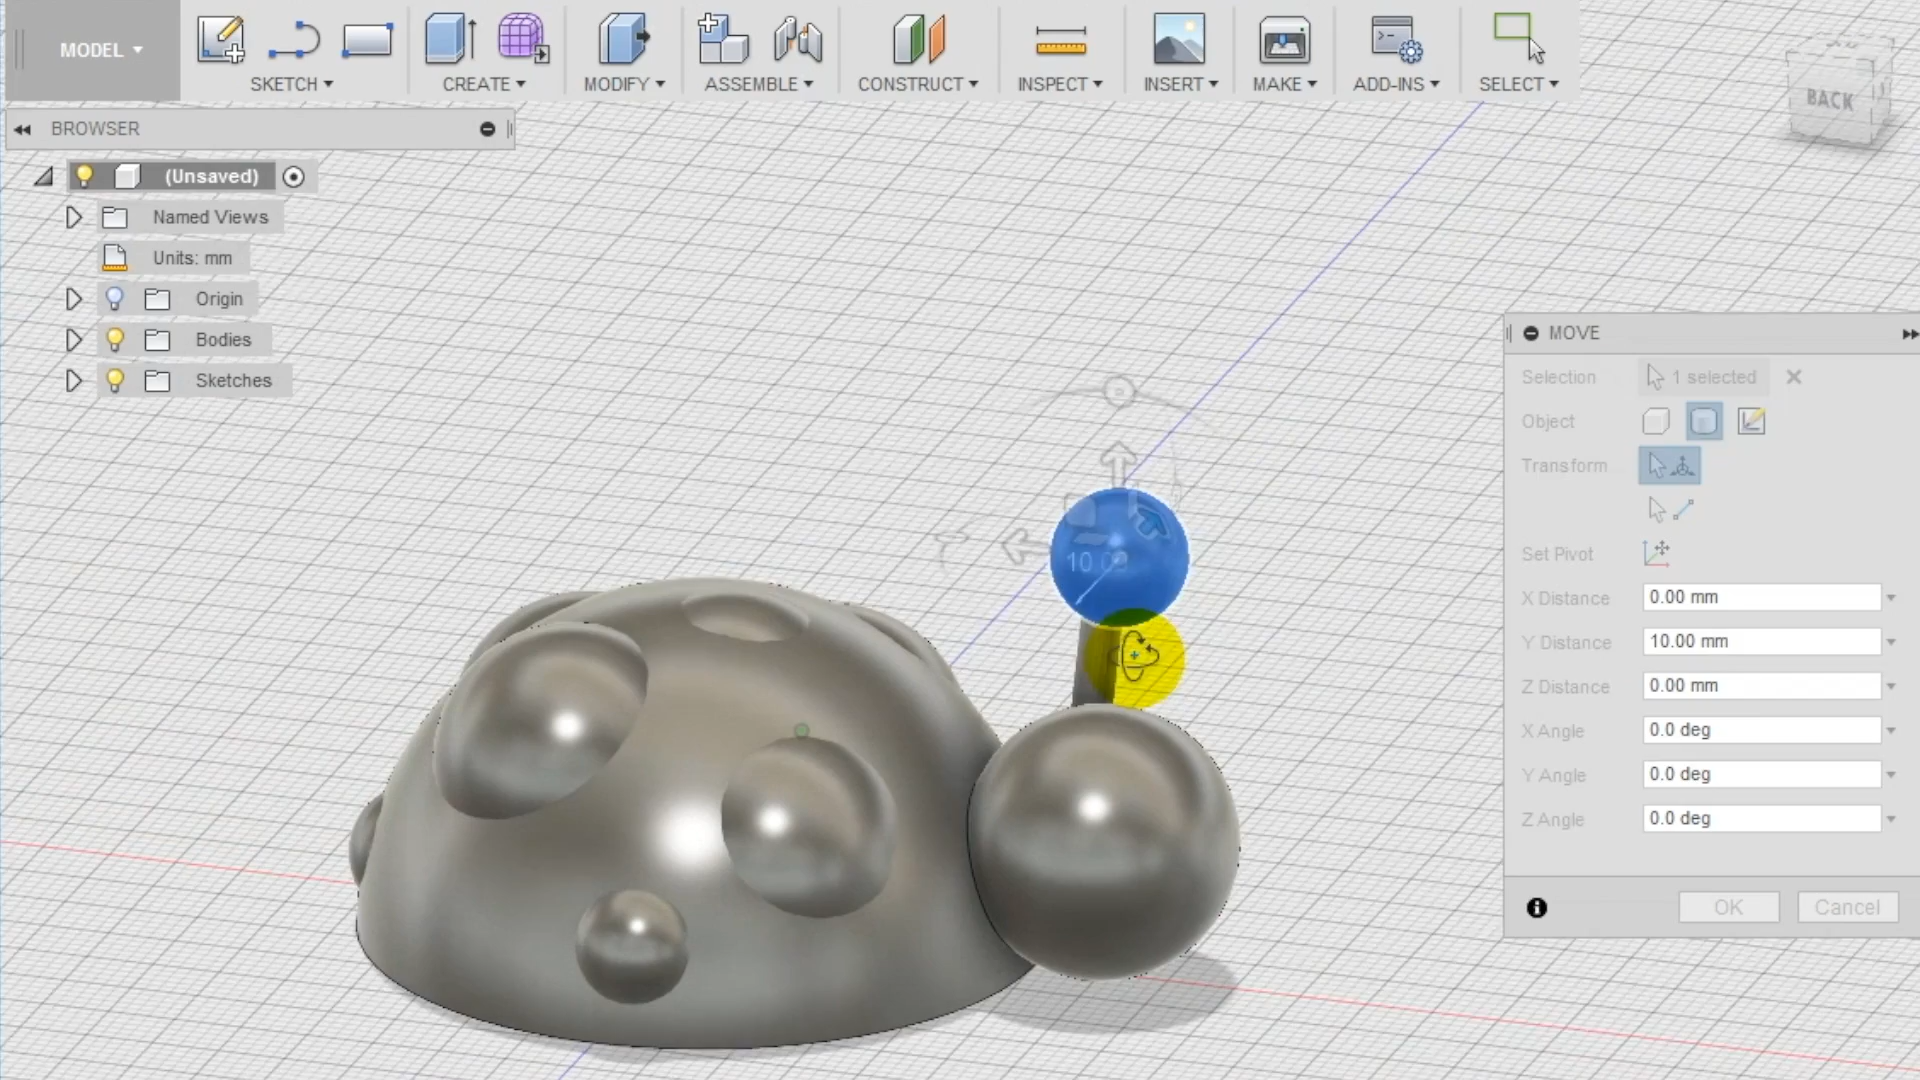 MODEL
SKETCH
CREATE
MODIFY
ASSEMBLE
CONSTRUCT
INSPECT
INSERT
MAKE
ADD-INS
SELECT
BROWSER
(Unsaved)
Named Views
Units: mm
Origin
Bodies
Sketches
BACK
MOVE
Selection 1 selected
Object
Transform
Set Pivot
X Distance 0.00 mm
Y Distance 10.00 mm
Z Distance 0.00 mm
X Angle 0.0 deg
Y Angle 0.0 deg
Z Angle 0.0 deg
OK Cancel
10.00